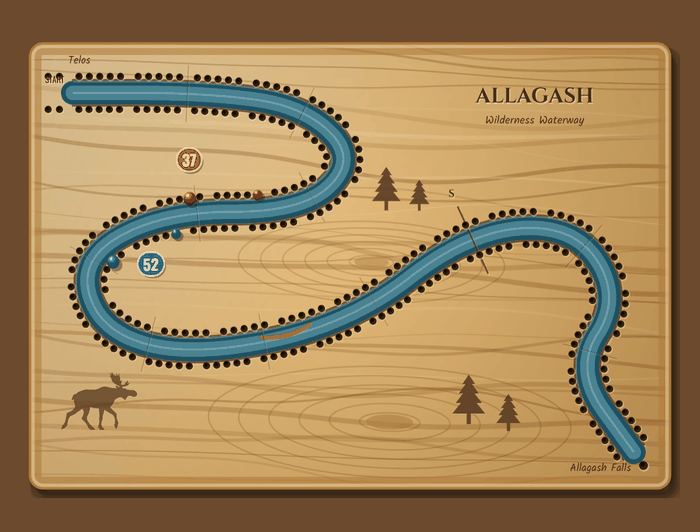 Telos
START
ALLAGASH
Wilderness Waterway
37
S
52
Allagash Falls